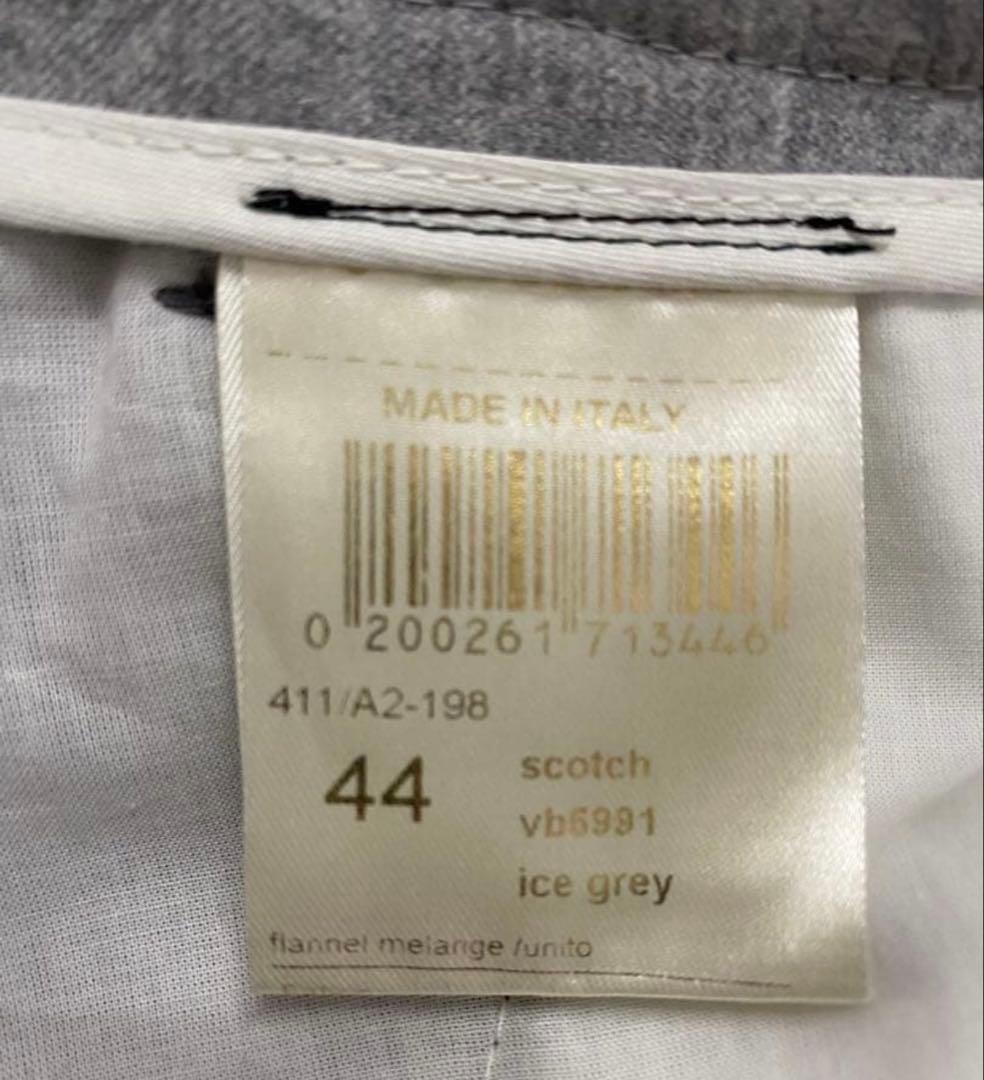 MADE IN ITALY
0 200261 713446
411/A2-198
44
scotch
vb6991
ice grey
flannel melange /unito